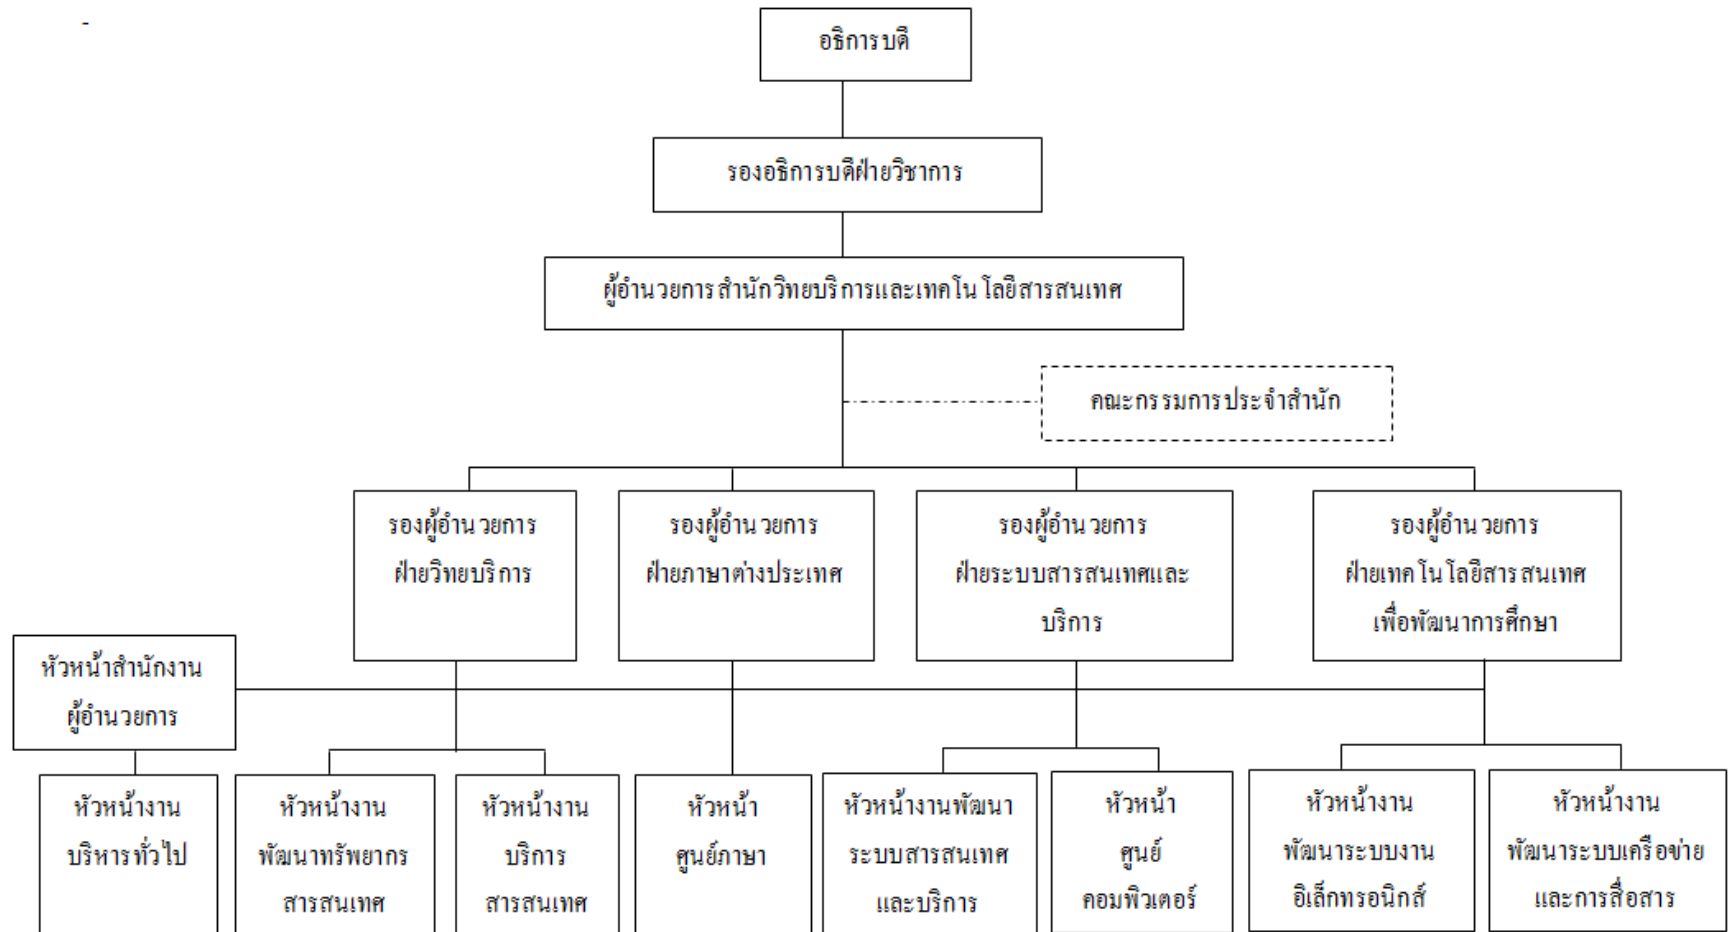 -
อธิการบดี
รองอธิการบดีฝ่ายวิชาการ
ผู้อำนวยการสำนักวิทยบริการและเทคโนโลยีสารสนเทศ
คณะกรรมการประจำสำนัก
รองผู้อำนวยการ
ฝ่ายวิทยบริการ
รองผู้อำนวยการ
ฝ่ายภาษาต่างประเทศ
รองผู้อำนวยการ
ฝ่ายระบบสารสนเทศและ
บริการ
รองผู้อำนวยการ
ฝ่ายเทคโนโลยีสารสนเทศ
เพื่อพัฒนาการศึกษา
หัวหน้าสำนักงาน
ผู้อำนวยการ
หัวหน้างาน
บริหารทั่วไป
หัวหน้างาน
พัฒนาทรัพยากร
สารสนเทศ
หัวหน้างาน
บริการ
สารสนเทศ
หัวหน้า
ศูนย์ภาษา
หัวหน้างานพัฒนา
ระบบสารสนเทศ
และบริการ
หัวหน้า
ศูนย์
คอมพิวเตอร์
หัวหน้างาน
พัฒนาระบบงาน
อิเล็กทรอนิกส์
หัวหน้างาน
พัฒนาระบบเครือข่าย
และการสื่อสาร